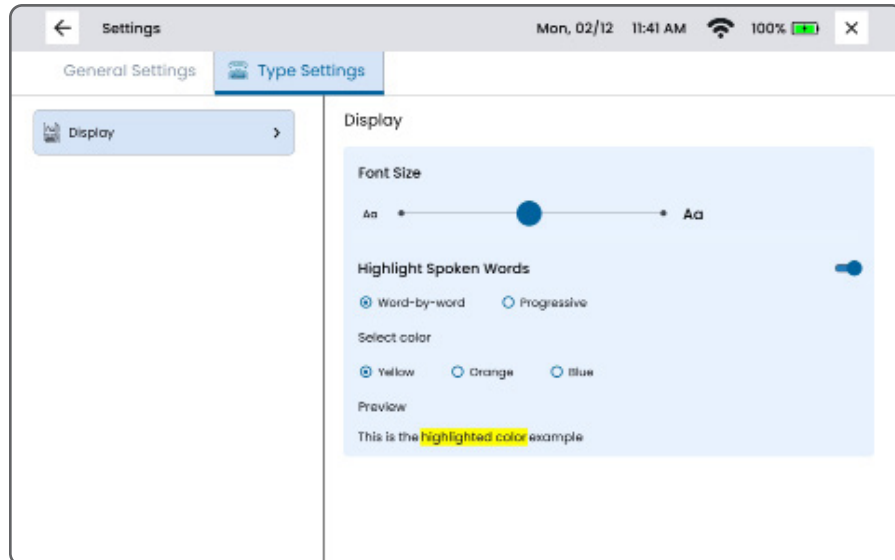 Settings Mon, 02/12 11:41 AM 100%
General Settings Type Settings
Display
Display
Font Size
Aa Aa
Highlight Spoken Words
Word-by-word Progressive
Select color
Yellow Orange Blue
Preview
This is the highlighted color example